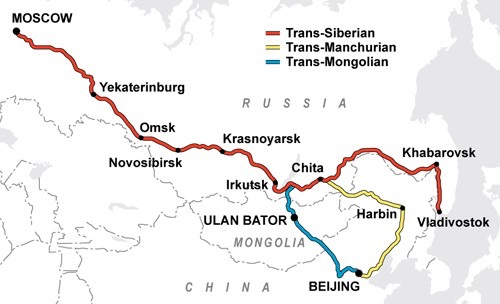 MOSCOW
Trans-Siberian
Trans-Manchurian
Trans-Mongolian
Yekaterinburg
RUSSIA
Omsk
Krasnoyarsk
Novosibirsk
Chita
Khabarovsk
Irkutsk
ULAN BATOR
Harbin
Vladivostok
MONGOLIA
BEIJING
CHINA